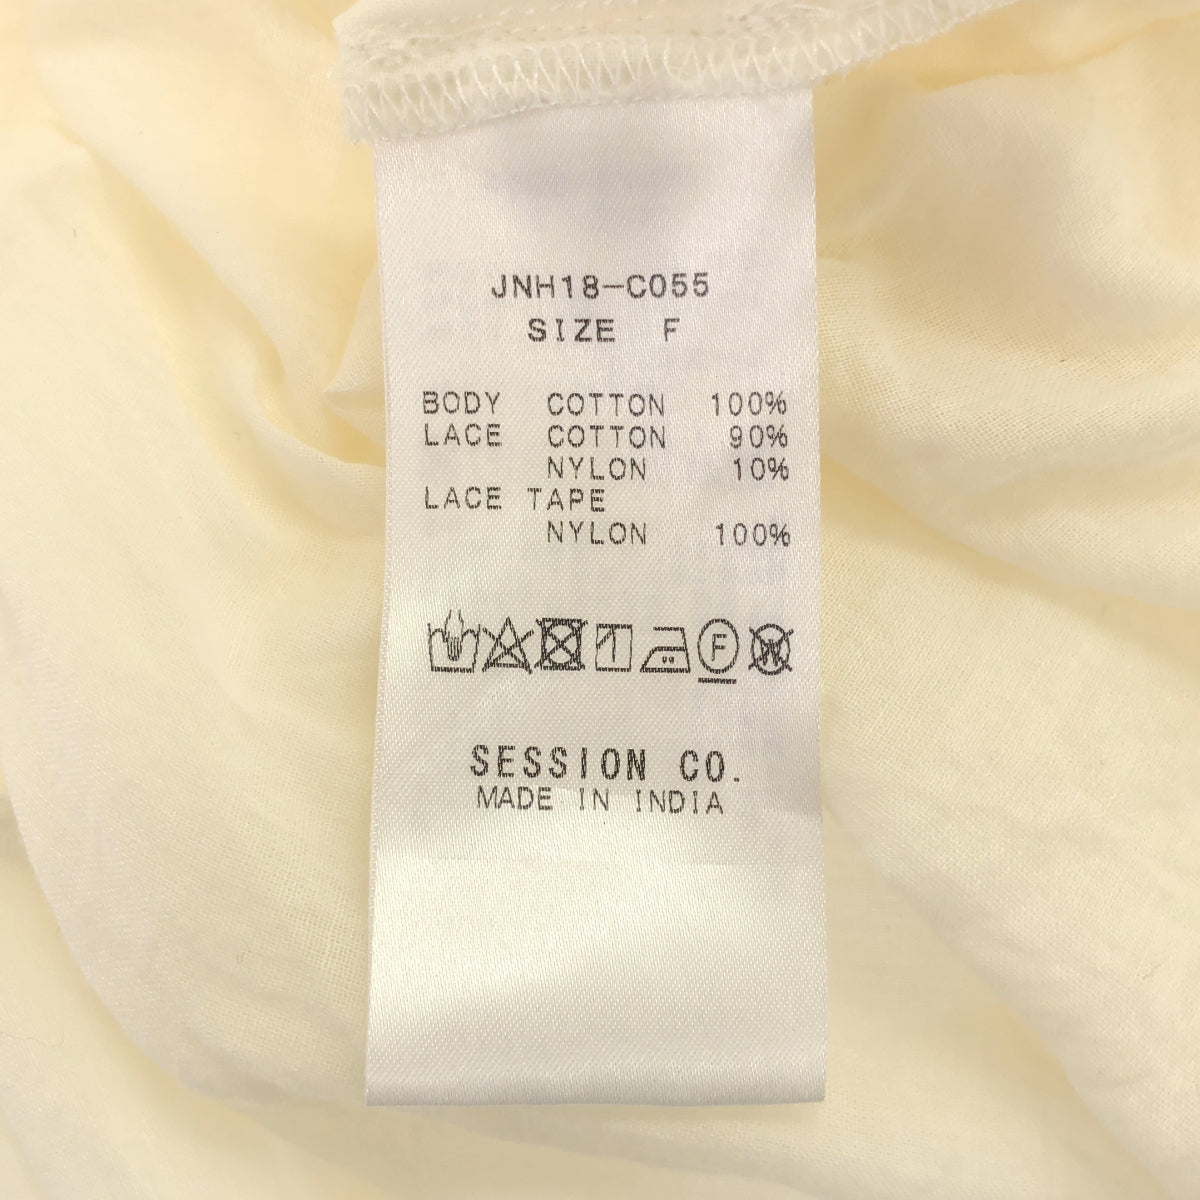 JNH18-C055
SIZE F
BODY COTTON 100%
LACE COTTON 90%
NYLON 10%
LACE TAPE
NYLON 100%
F W
SESSION CO.
MADE IN INDIA